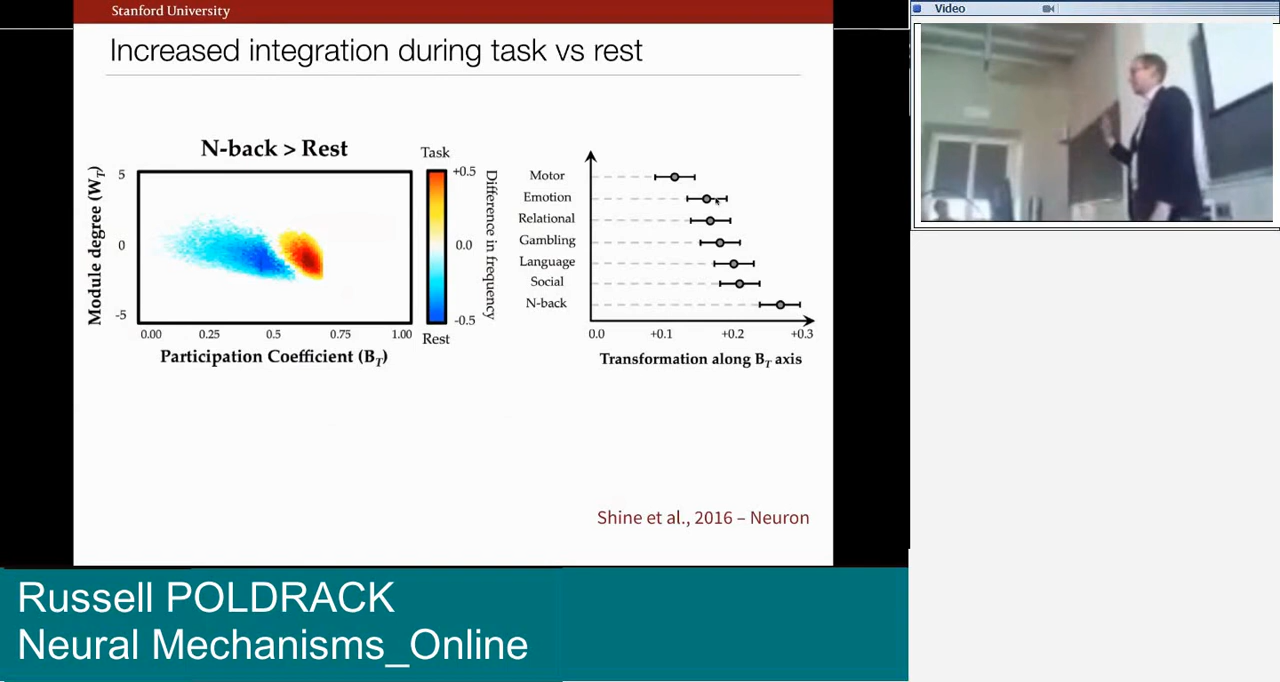 Stanford University
Increased integration during task vs rest
N-back > Rest
Module degree (W_T)
5
0
-5
0.00 0.25 0.5 0.75 1.00
Participation Coefficient (B_T)
Task
+0.5
0.0
-0.5
Rest
Difference in frequency
Motor
Emotion
Relational
Gambling
Language
Social
N-back
0.0 +0.1 +0.2 +0.3
Transformation along B_T axis
Shine et al., 2016 – Neuron
Russell POLDRACK
Neural Mechanisms_Online
Video